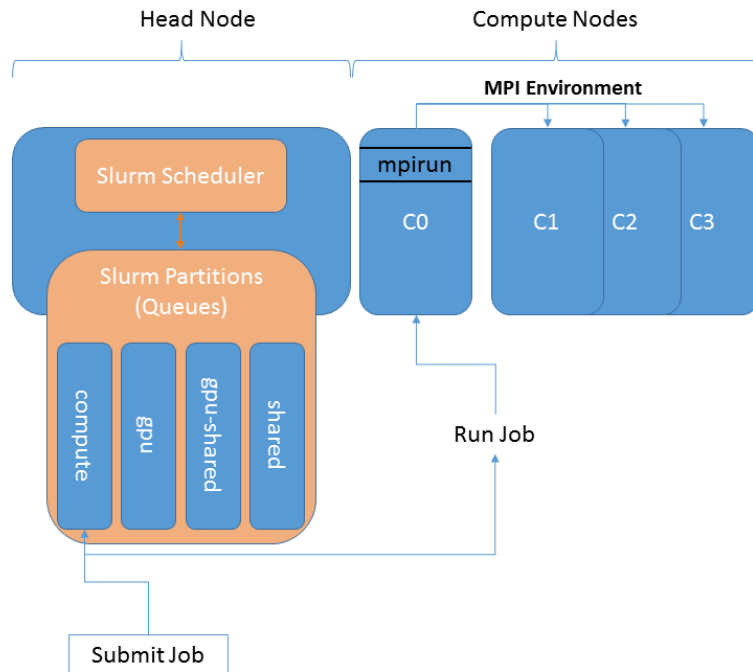 Head Node
Compute Nodes
MPI Environment
Slurm Scheduler
mpirun
C0
C1
C2
C3
Slurm Partitions
(Queues)
compute
gpu
gpu-shared
shared
Run Job
Submit Job